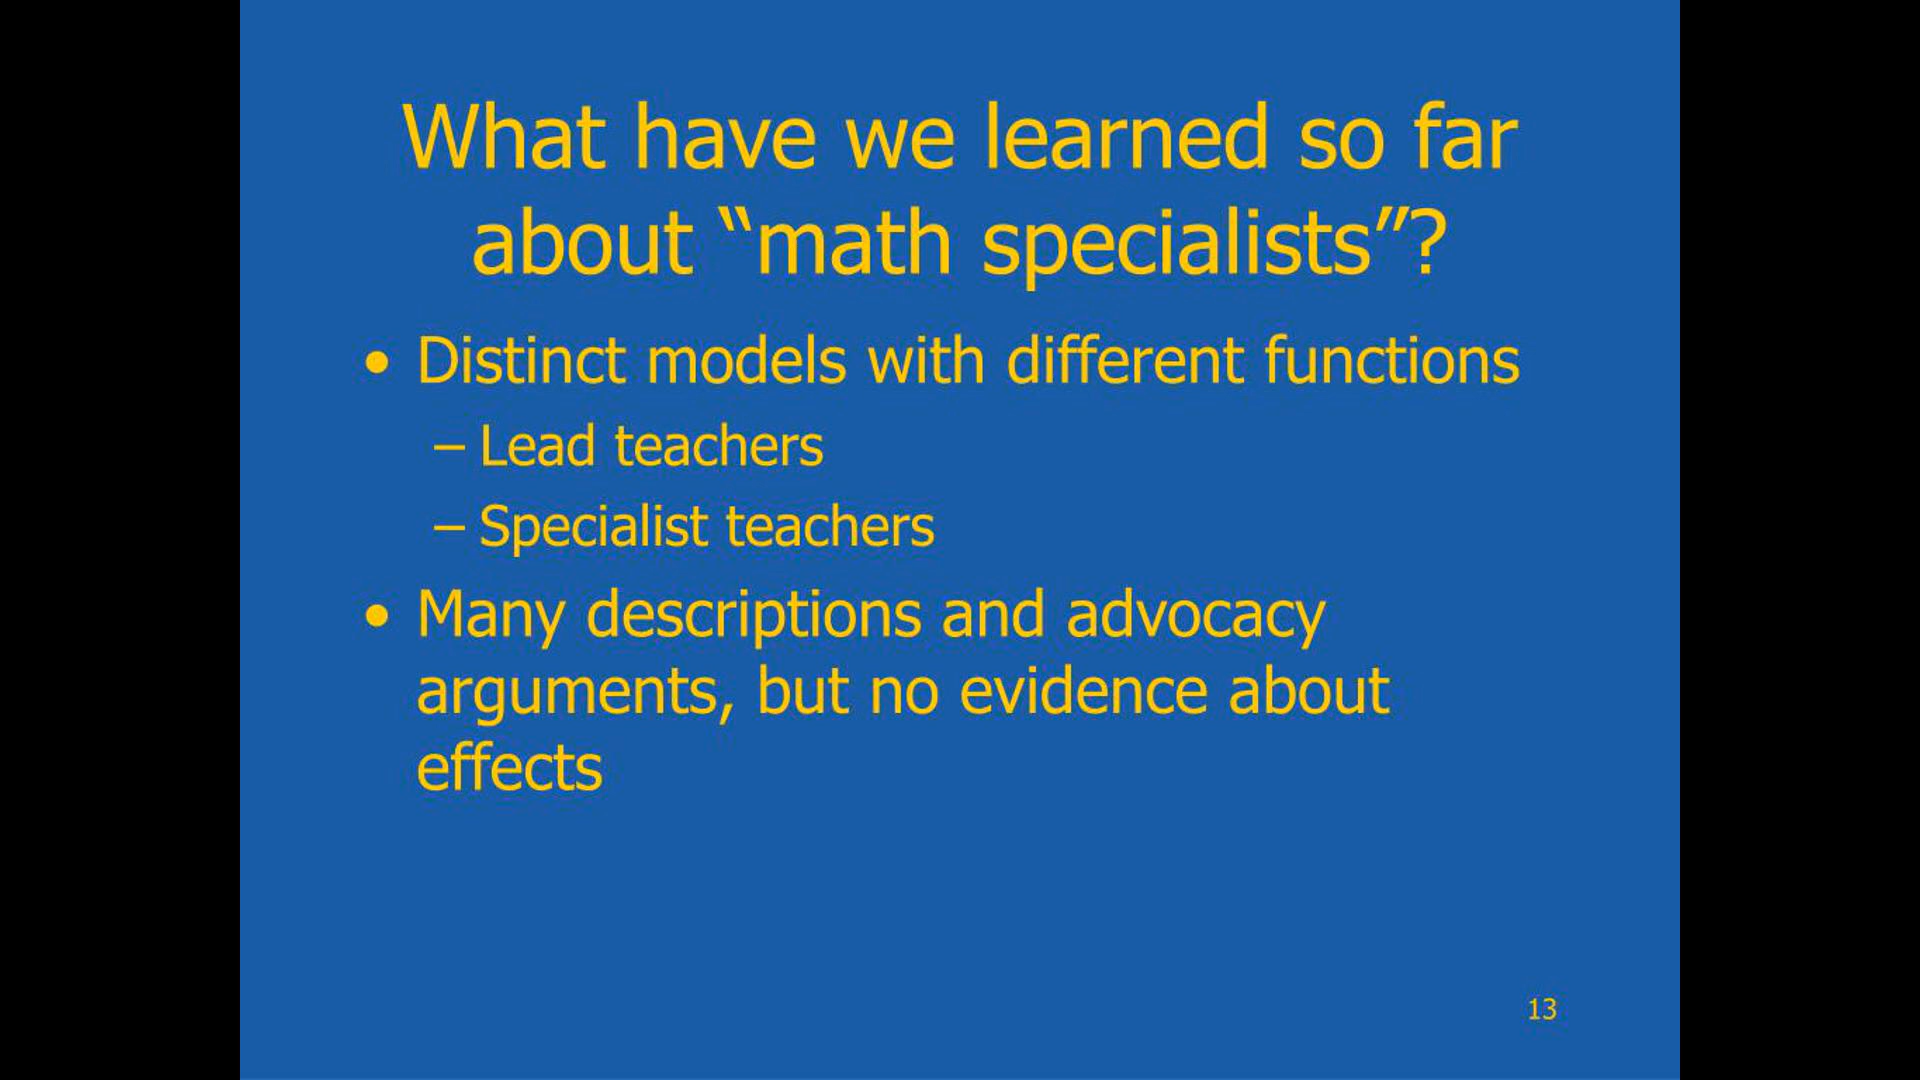 What have we learned so far
about “math specialists”?
• Distinct models with different functions
– Lead teachers
– Specialist teachers
• Many descriptions and advocacy
arguments, but no evidence about
effects
13